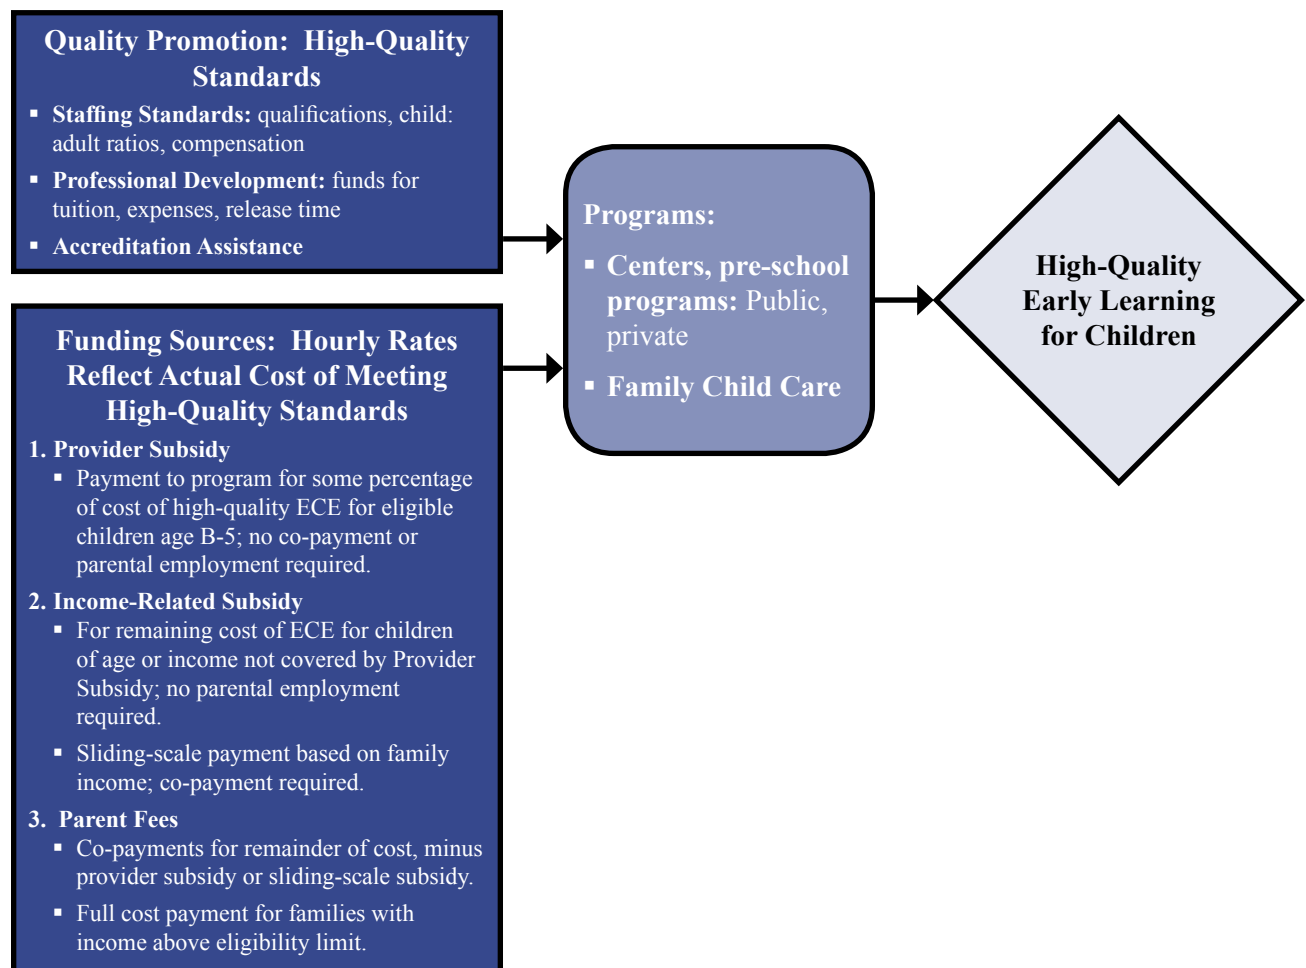 Quality Promotion:  High-Quality
Standards
▪ Staffing Standards: qualifications, child:
adult ratios, compensation
▪ Professional Development: funds for
tuition, expenses, release time
▪ Accreditation Assistance
Funding Sources:  Hourly Rates
Reflect Actual Cost of Meeting
High-Quality Standards
1. Provider Subsidy
▪ Payment to program for some percentage
of cost of high-quality ECE for eligible
children age B-5; no co-payment or
parental employment required.
2. Income-Related Subsidy
▪ For remaining cost of ECE for children
of age or income not covered by Provider
Subsidy; no parental employment
required.
▪ Sliding-scale payment based on family
income; co-payment required.
3.  Parent Fees
▪ Co-payments for remainder of cost, minus
provider subsidy or sliding-scale subsidy.
▪ Full cost payment for families with
income above eligibility limit.
Programs:
▪ Centers, pre-school
programs: Public,
private
▪ Family Child Care
High-Quality
Early Learning
for Children